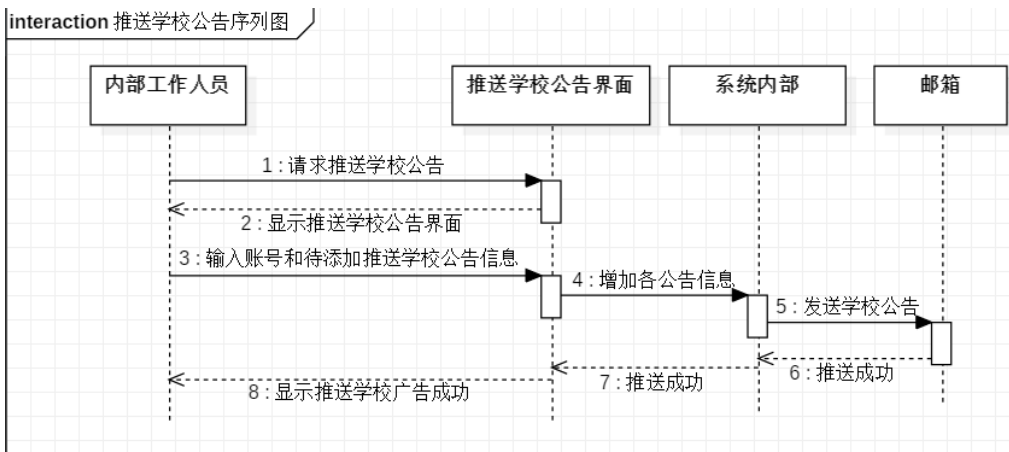 interaction 推送学校公告序列图
内部工作人员
推送学校公告界面
系统内部
邮箱
1 : 请求推送学校公告
2 : 显示推送学校公告界面
3 : 输入账号和待添加推送学校公告信息
4 : 增加各公告信息
5 : 发送学校公告
6 : 推送成功
7 : 推送成功
8 : 显示推送学校广告成功